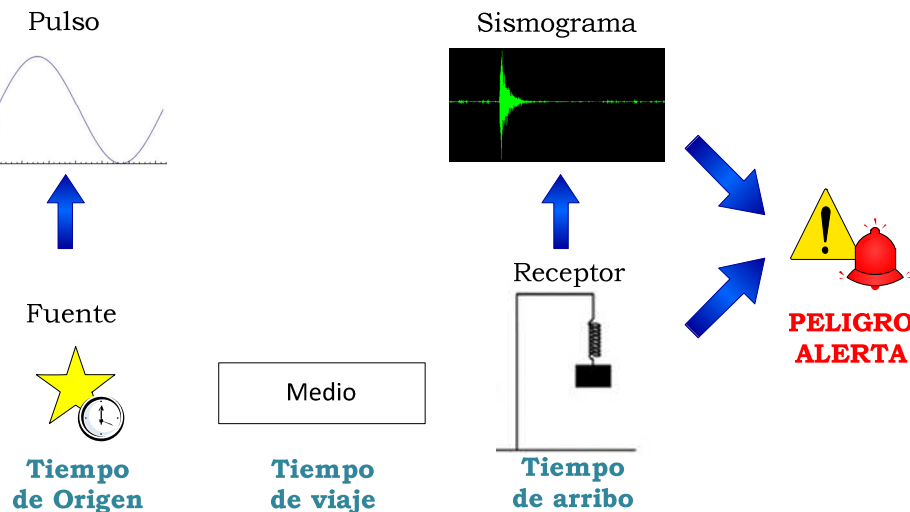 Pulso
Sismograma
Receptor
Fuente
PELIGRO
ALERTA
Medio
Tiempo
de Origen
Tiempo
de viaje
Tiempo
de arribo